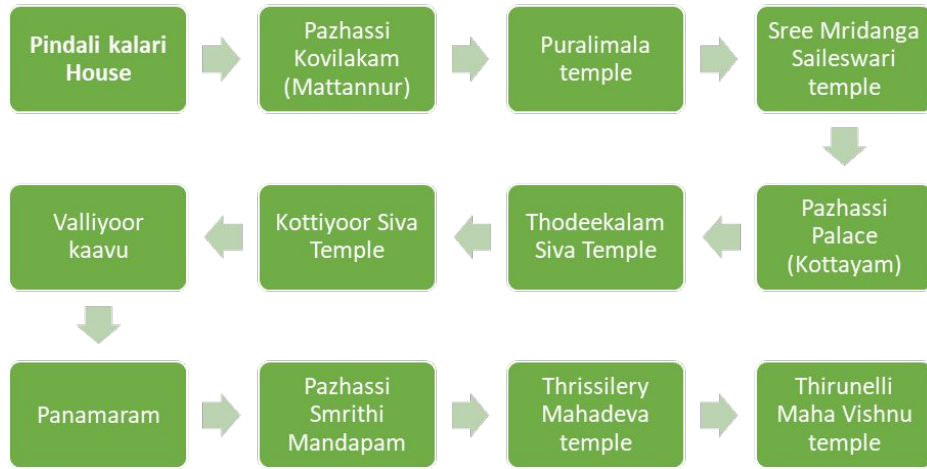 Pindali kalari
House
Pazhassi
Kovilakam
(Mattannur)
Puralimala
temple
Sree Mridanga
Saileswari
temple
Pazhassi
Palace
(Kottayam)
Thodeekalam
Siva Temple
Kottiyoor Siva
Temple
Valliyoor
kaavu
Panamaram
Pazhassi
Smrithi
Mandapam
Thrissilery
Mahadeva
temple
Thirunelli
Maha Vishnu
temple